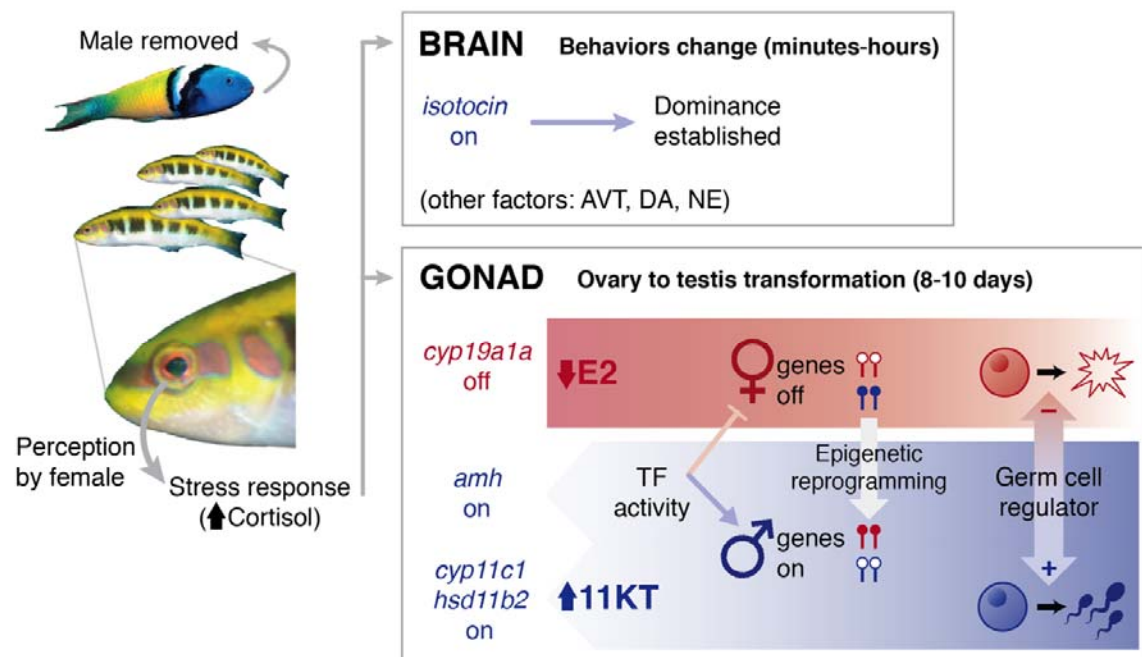 Male removed
Perception
by female
Stress response
(⬆Cortisol)
BRAIN Behaviors change (minutes-hours)
isotocin
on
Dominance
established
(other factors: AVT, DA, NE)
GONAD Ovary to testis transformation (8-10 days)
cyp19a1a
off
⬇E2
♀ genes
off
−
amh
on
TF
activity
Epigenetic
reprogramming
Germ cell
regulator
♂ genes
on
+
cyp11c1
hsd11b2
on
⬆11KT